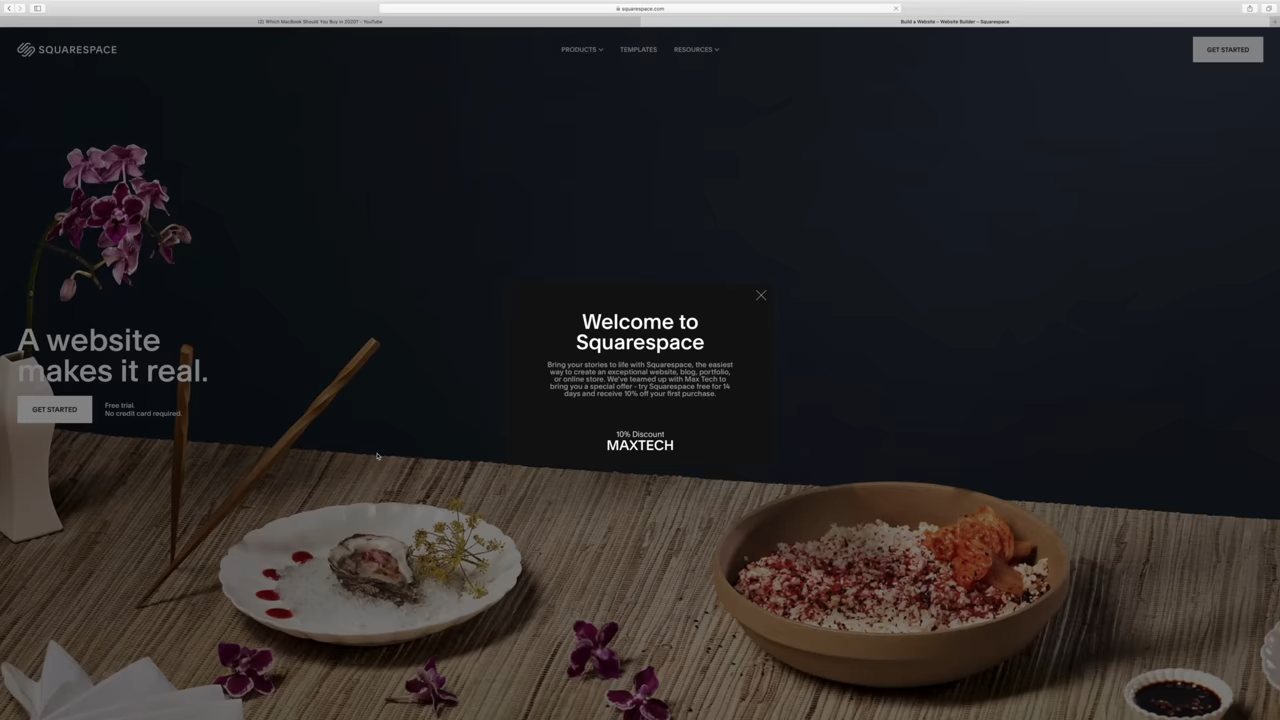 squarespace.com
(2) Which MacBook Should You Buy in 2020? - YouTube
Build a Website – Website Builder – Squarespace
SQUARESPACE
PRODUCTS
TEMPLATES
RESOURCES
GET STARTED
A website
makes it real.
GET STARTED
Free trial.
No credit card required.
Welcome to
Squarespace
Bring your stories to life with Squarespace, the easiest
way to create an exceptional website, blog, portfolio,
or online store. We've teamed up with Max Tech to
bring you a special offer - try Squarespace free for 14
days and receive 10% off your first purchase.
10% Discount
MAXTECH